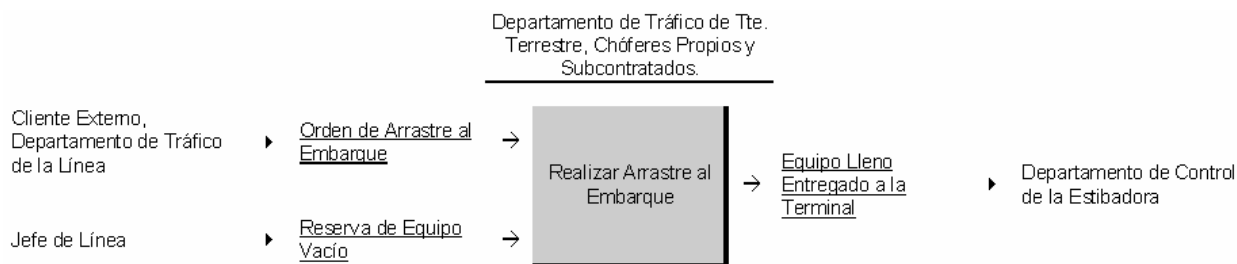 Departamento de Tráfico de Tte.
Terrestre, Chóferes Propios y
Subcontratados.
Cliente Externo,
Departamento de Tráfico
de la Línea
Orden de Arrastre al
Embarque
Realizar Arrastre al
Embarque
Equipo Lleno
Entregado a la
Terminal
Departamento de Control
de la Estibadora
Jefe de Línea
Reserva de Equipo
Vacío